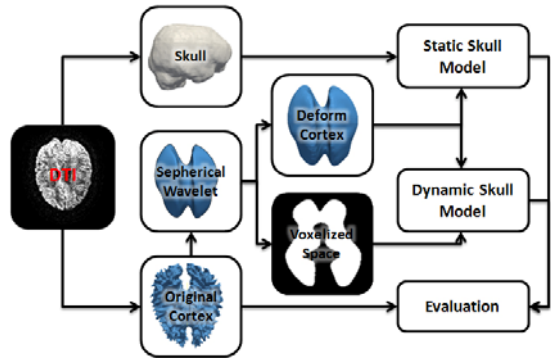 Skull
Static Skull
Model
Deform
Cortex
DTI
Sepherical
Wavelet
Dynamic Skull
Model
Voxelized
Space
Original
Cortex
Evaluation